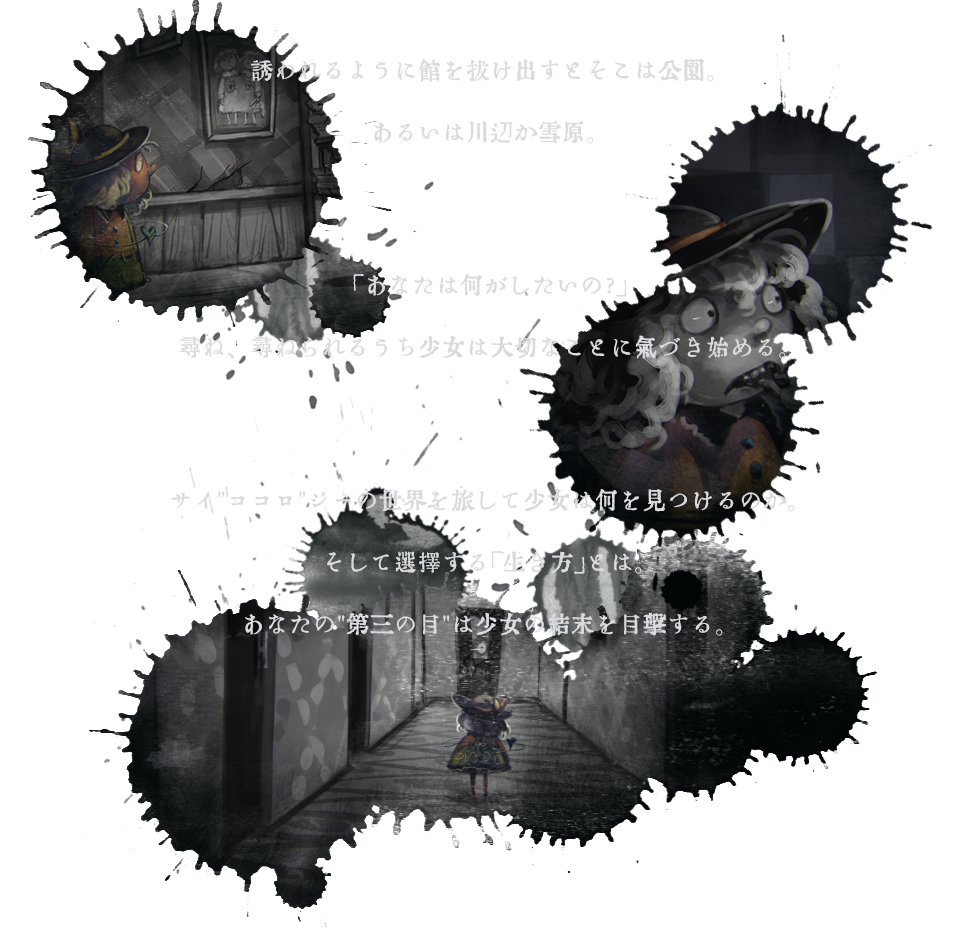 誘われるように館を抜け出すとそこは公園。
あるいは川辺か雪原。
「あなたは何がしたいの?」
尋ね、尋ねられるうち少女は大切なことに氣づき始める。
サイ"ココロ"ジーの世界を旅して少女は何を見つけるのか。
そして選擇する「生き方」とは。
あなたの"第三の目"は少女の結末を目擊する。